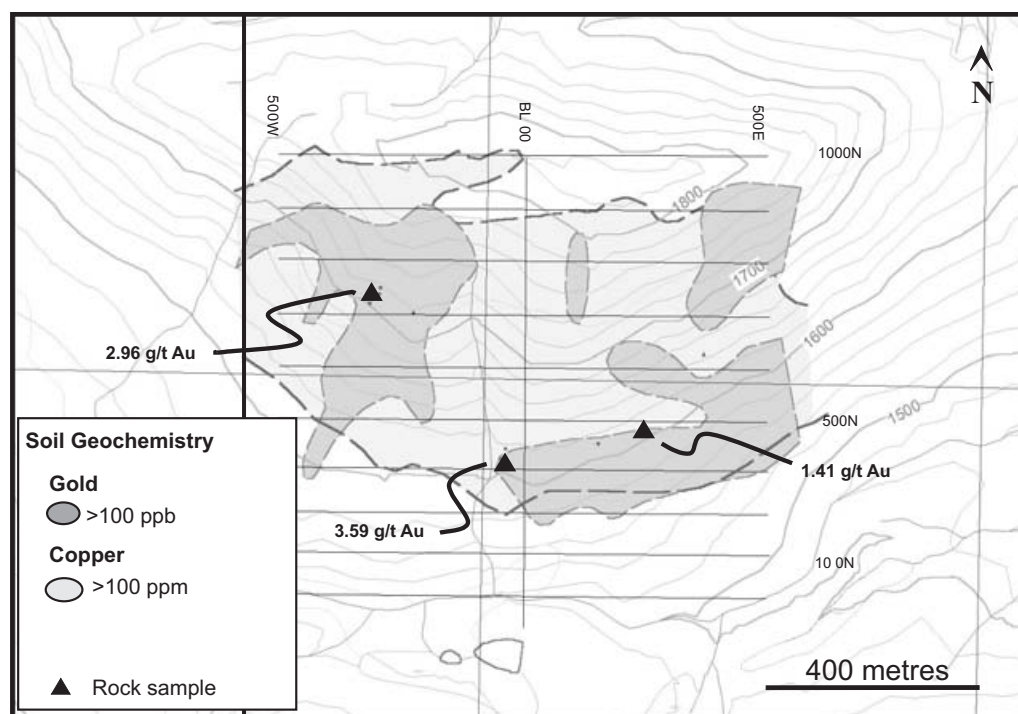 500W
BL 00
500E
N
1000N
1800
1700
1600
2.96 g/t Au
500N
1500
Soil Geochemistry
Gold
>100 ppb
1.41 g/t Au
3.59 g/t Au
Copper
>100 ppm
10 0N
400 metres
Rock sample